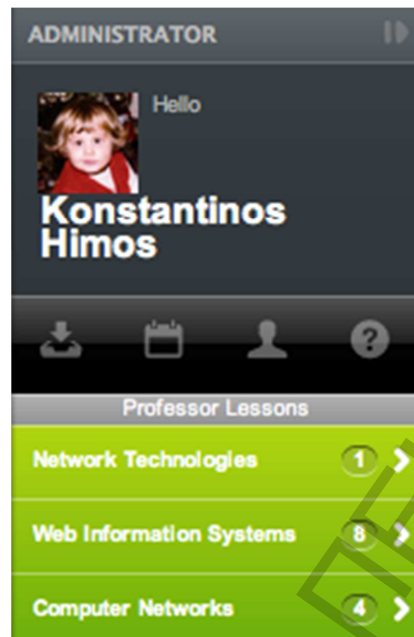 ADMINISTRATOR
Hello
Konstantinos
Himos
?
Professor Lessons
Network Technologies 1
Web Information Systems 8
Computer Networks 4